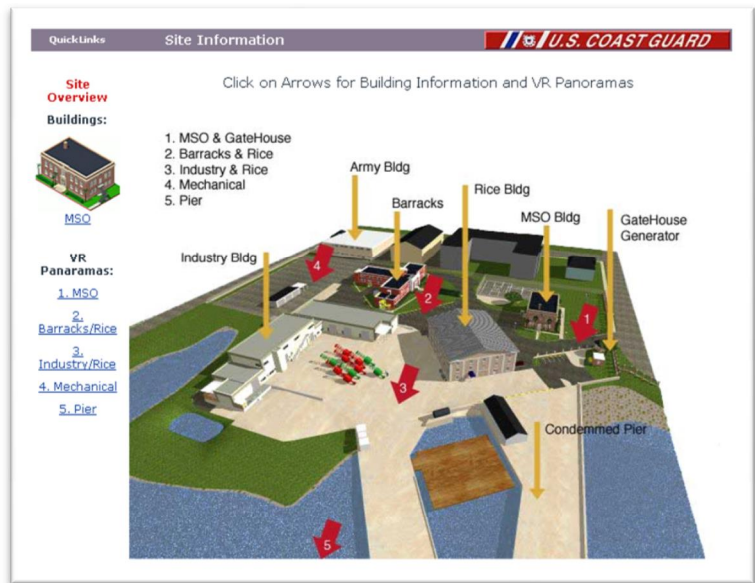 QuickLinks
Site Information
U.S. COAST GUARD
Site
Overview
Buildings:
MSO
VR
Panaramas:
1. MSO
2.
Barracks/Rice
3.
Industry/Rice
4. Mechanical
5. Pier
Click on Arrows for Building Information and VR Panoramas
1. MSO & GateHouse
2. Barracks & Rice
3. Industry & Rice
4. Mechanical
5. Pier
Army Bldg
Barracks
Rice Bldg
MSO Bldg
GateHouse
Generator
Industry Bldg
4
2
1
3
Condemmed Pier
5